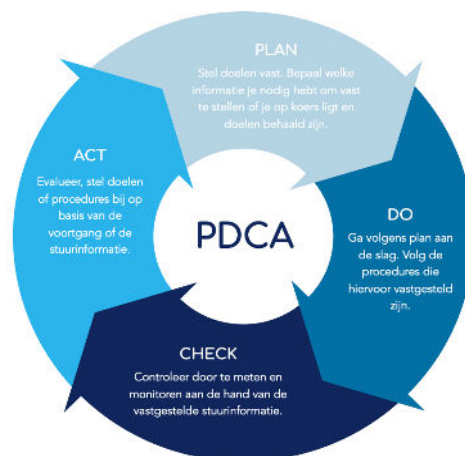 PLAN
Stel doelen vast. Bepaal welke
informatie je nodig hebt om vast
te stellen of je op koers ligt en
doelen behaald zijn.
ACT
Evalueer, stel doelen
of procedures bij op
basis van de
voortgang of de
stuurinformatie.
PDCA
DO
Ga volgens plan aan
de slag. Volg de
procedures die
hiervoor vastgesteld
zijn.
CHECK
Controleer door te meten en
monitoren aan de hand van de
vastgestelde stuurinformatie.